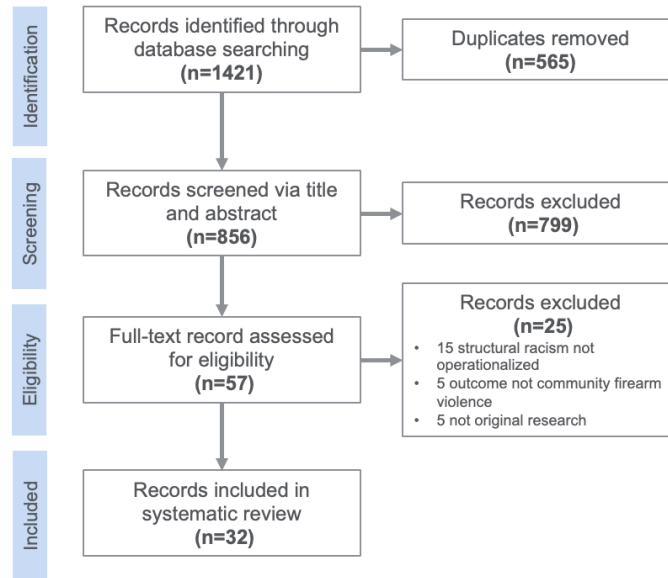 Identification
Records identified through
database searching
(n=1421)
Duplicates removed
(n=565)
Screening
Records screened via title
and abstract
(n=856)
Records excluded
(n=799)
Eligibility
Full-text record assessed
for eligibility
(n=57)
Records excluded
(n=25)
• 15 structural racism not
operationalized
• 5 outcome not community firearm
violence
• 5 not original research
Included
Records included in
systematic review
(n=32)